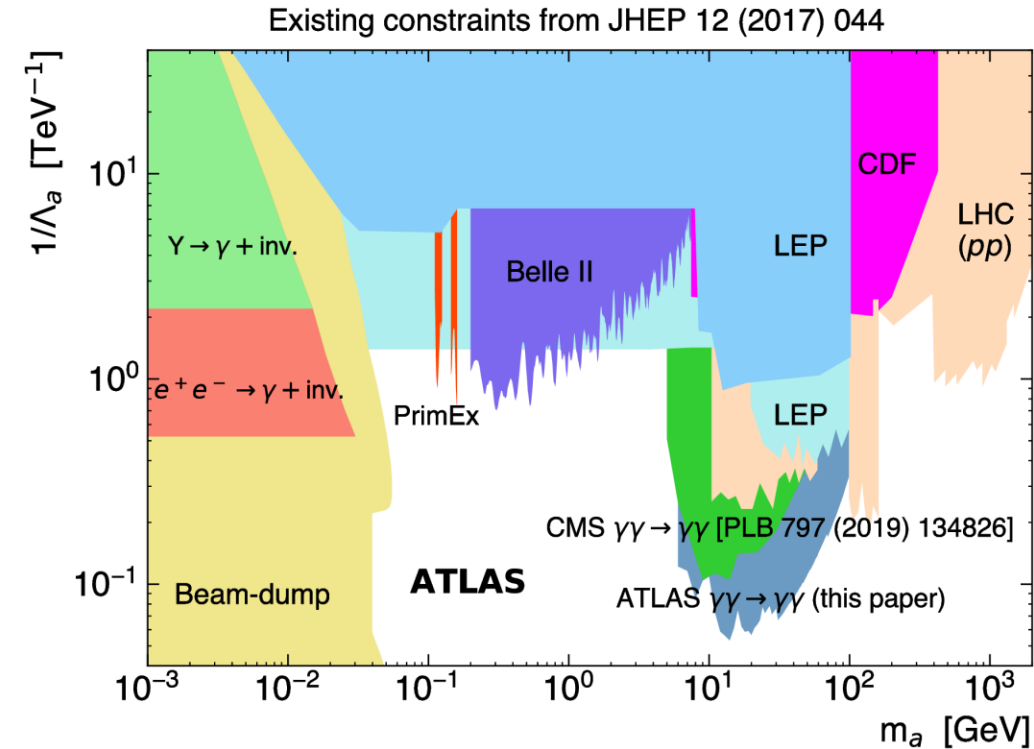 Existing constraints from JHEP 12 (2017) 044
1/Λₐ [TeV⁻¹]
10¹
10⁰
10⁻¹
CDF
LHC
(pp)
Υ → γ + inv.
LEP
Belle II
e⁺e⁻ → γ + inv.
PrimEx
LEP
CMS γγ → γγ [PLB 797 (2019) 134826]
ATLAS
Beam-dump
ATLAS γγ → γγ (this paper)
10⁻³ 10⁻² 10⁻¹ 10⁰ 10¹ 10² 10³
mₐ [GeV]